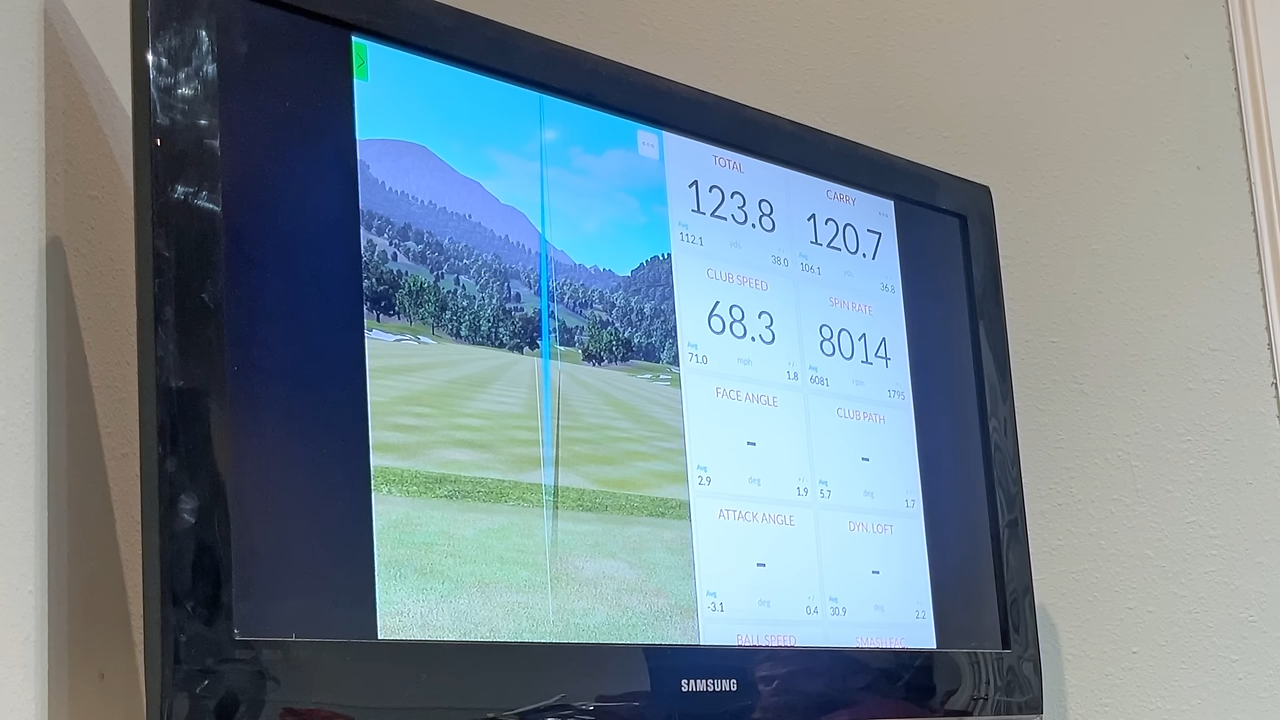 TOTAL
123.8
Avg
112.1
yds
38.0
CARRY
120.7
Avg
106.1
yds
36.8
CLUB SPEED
68.3
Avg
71.0
mph
+/-
1.8
SPIN RATE
8014
Avg
6081
rpm
1795
FACE ANGLE
-
Avg
2.9
deg
+/-
1.9
CLUB PATH
-
Avg
5.7
deg
1.7
ATTACK ANGLE
-
Avg
-3.1
deg
+/-
0.4
DYN. LOFT
-
Avg
30.9
deg
2.2
BALL SPEED
SMASH FAC.
SAMSUNG